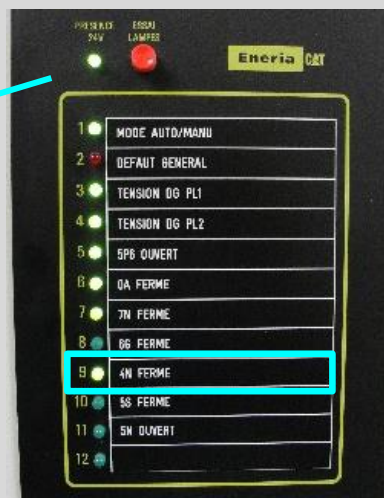 PRESENCE ESSAI
24V LAMPES
Eneria CAT
1 MODE AUTO/MANU
2 DEFAUT GENERAL
3 TENSION DG PL1
4 TENSION DG PL2
5 5P6 OUVERT
6 QA FERME
7 7N FERME
8 6G FERME
9 4N FERME
10 5S FERME
11 5N OUVERT
12